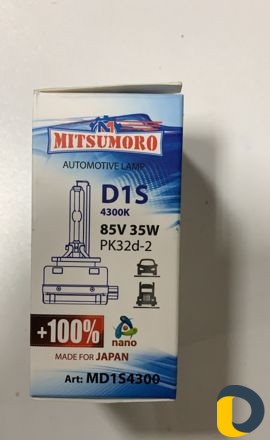 MITSUMORO
AUTOMOTIVE LAMP
D1S
4300K
85V 35W
PK32d-2
+100%
nano
MADE FOR JAPAN
Art: MD1S4300